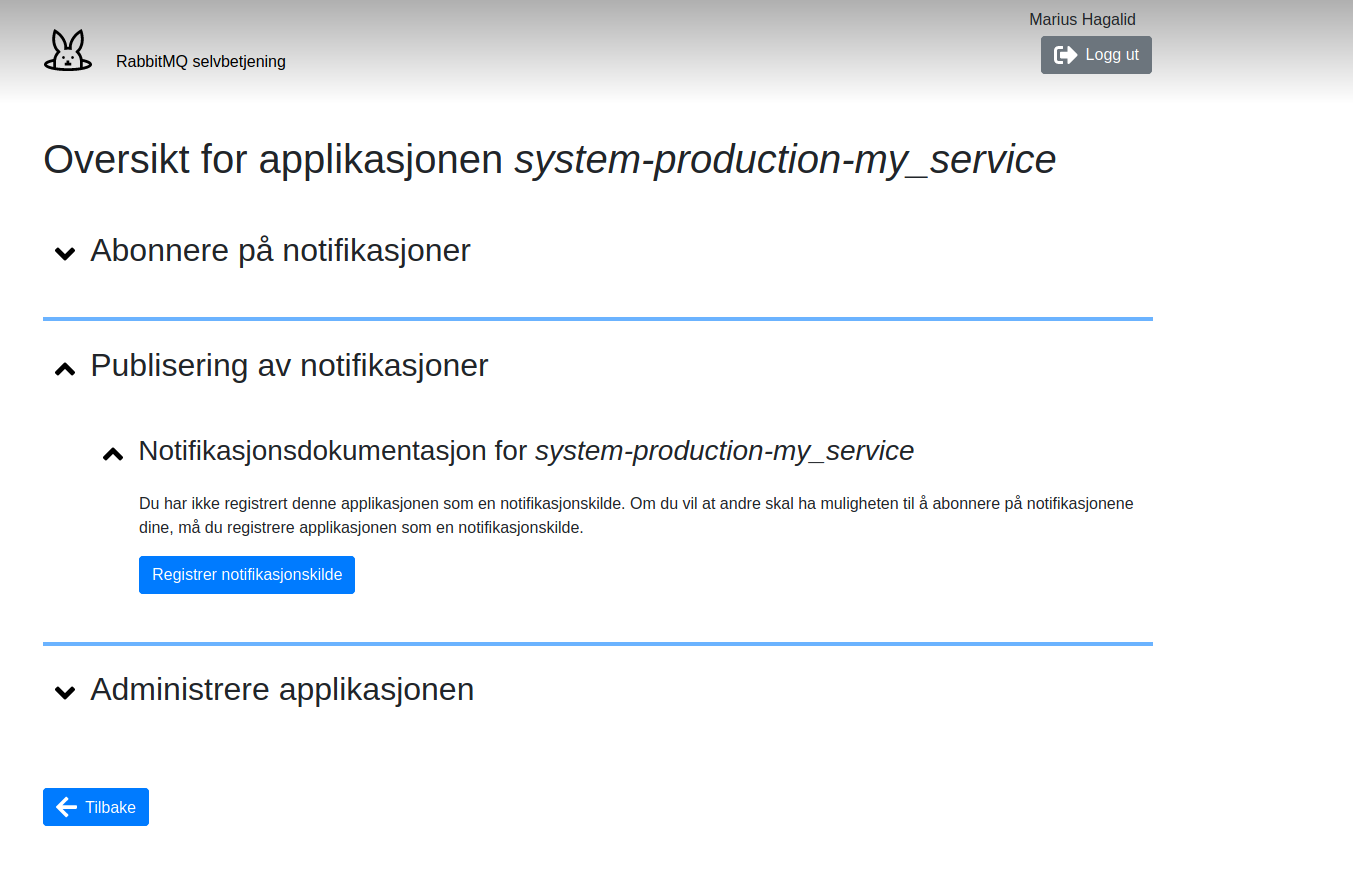 Marius Hagalid
RabbitMQ selvbetjening
Logg ut
Oversikt for applikasjonen system-production-my_service
Abonnere på notifikasjoner
Publisering av notifikasjoner
Notifikasjonsdokumentasjon for system-production-my_service
Du har ikke registrert denne applikasjonen som en notifikasjonskilde. Om du vil at andre skal ha muligheten til å abonnere på notifikasjonene
dine, må du registrere applikasjonen som en notifikasjonskilde.
Registrer notifikasjonskilde
Administrere applikasjonen
Tilbake